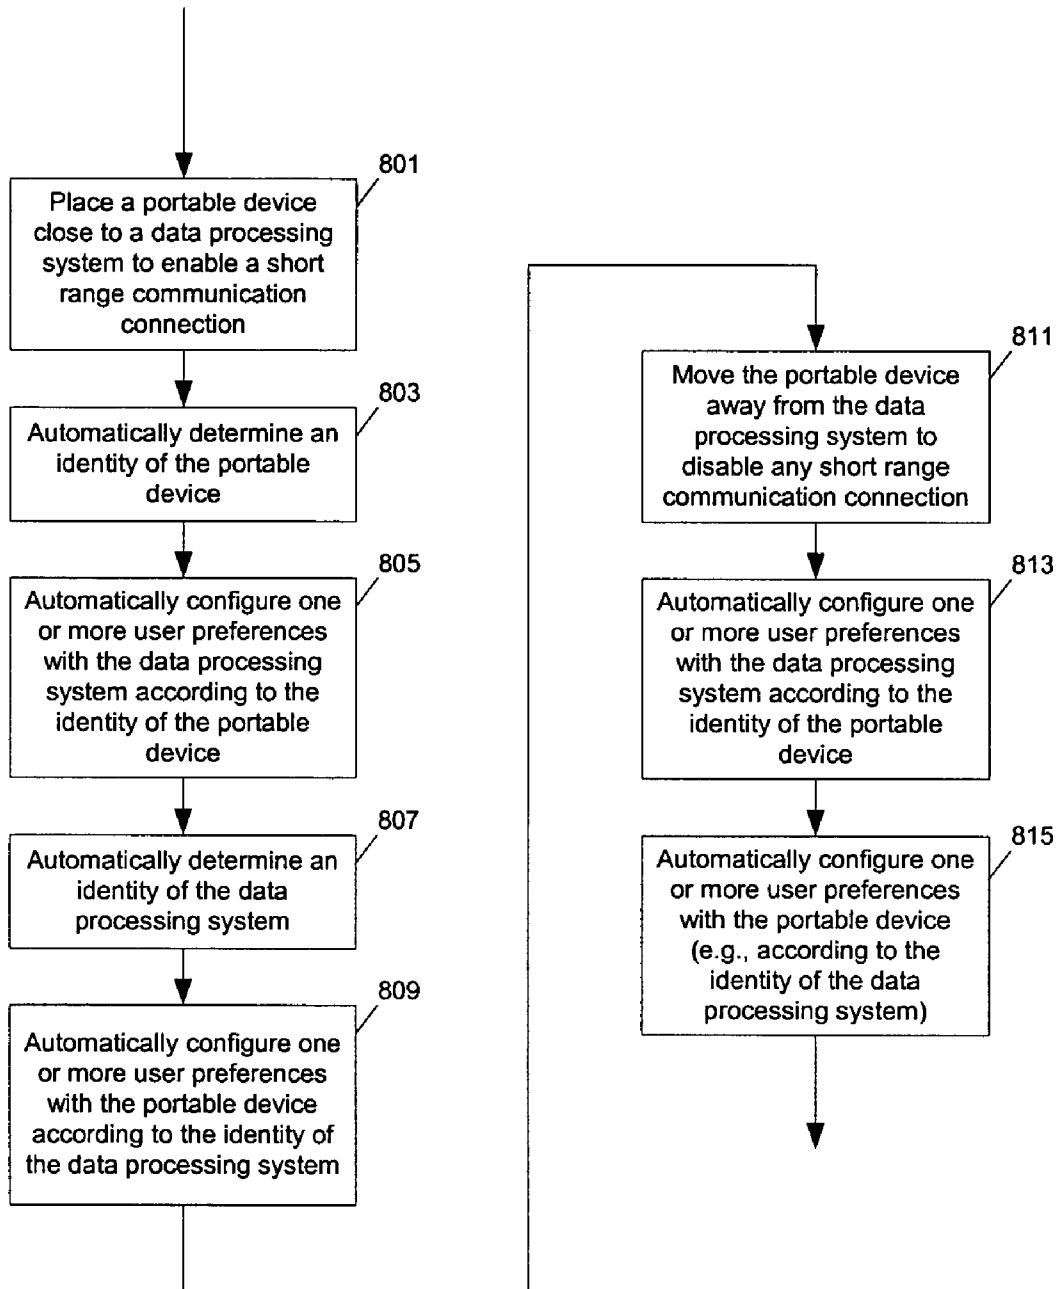 801
Place a portable device
close to a data processing
system to enable a short
range communication
connection
803
Automatically determine an
identity of the portable
device
805
Automatically configure one
or more user preferences
with the data processing
system according to the
identity of the portable
device
807
Automatically determine an
identity of the data
processing system
809
Automatically configure one
or more user preferences
with the portable device
according to the identity of
the data processing system
811
Move the portable device
away from the data
processing system to
disable any short range
communication connection
813
Automatically configure one
or more user preferences
with the data processing
system according to the
identity of the portable
device
815
Automatically configure one
or more user preferences
with the portable device
(e.g., according to the
identity of the data
processing system)